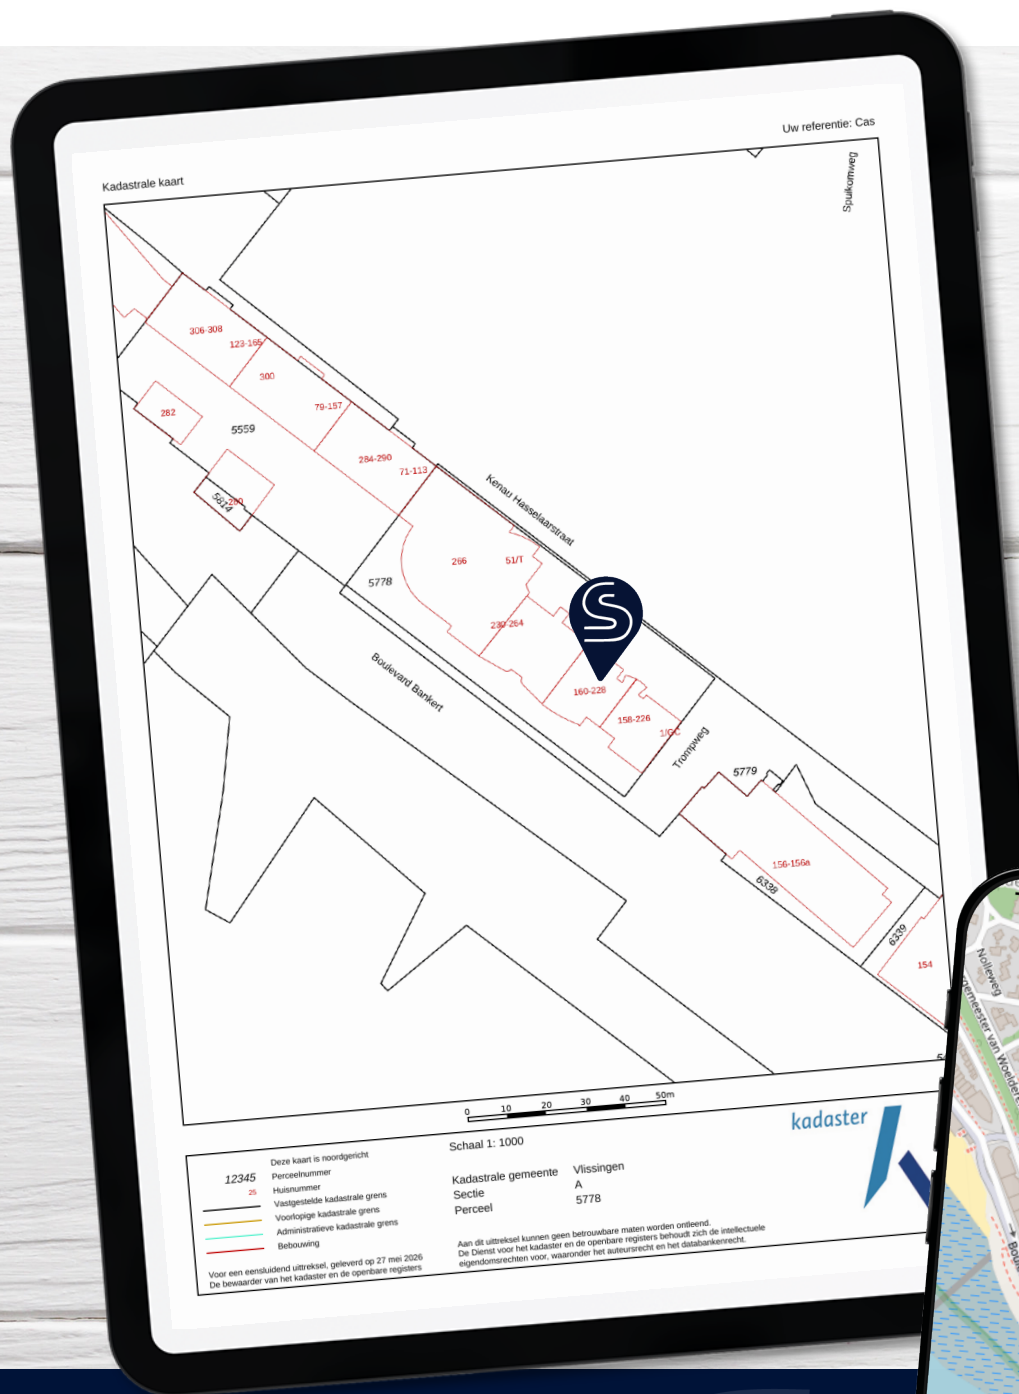 Uw referentie: Cas
Kadastrale kaart
Spuikomweg
306-308
123-165
300
79-157
282
5559
284-290
71-113
Kenau Hasselaarstraat
5814
280
266
51/T
5778
230-264
Boulevard Bankert
S
160-228
158-226
1/GC
Trompweg
5779
156-156a
6338
6339
154
Nolleweg
0 10 20 30 40 50m
Schaal 1: 1000
kadaster
Deze kaart is noordgericht
12345 Perceelnummer
25 Huisnummer
Vastgestelde kadastrale grens
Voorlopige kadastrale grens
Administratieve kadastrale grens
Bebouwing
Kadastrale gemeente Vlissingen
Sectie A
Perceel 5778
Voor een eensluidend uittreksel, geleverd op 27 mei 2026
De bewaarder van het kadaster en de openbare registers
Aan dit uittreksel kunnen geen betrouwbare maten worden ontleend.
De Dienst voor het kadaster en de openbare registers behoudt zich de intellectuele
eigendomsrechten voor, waaronder het auteursrecht en het databankenrecht.